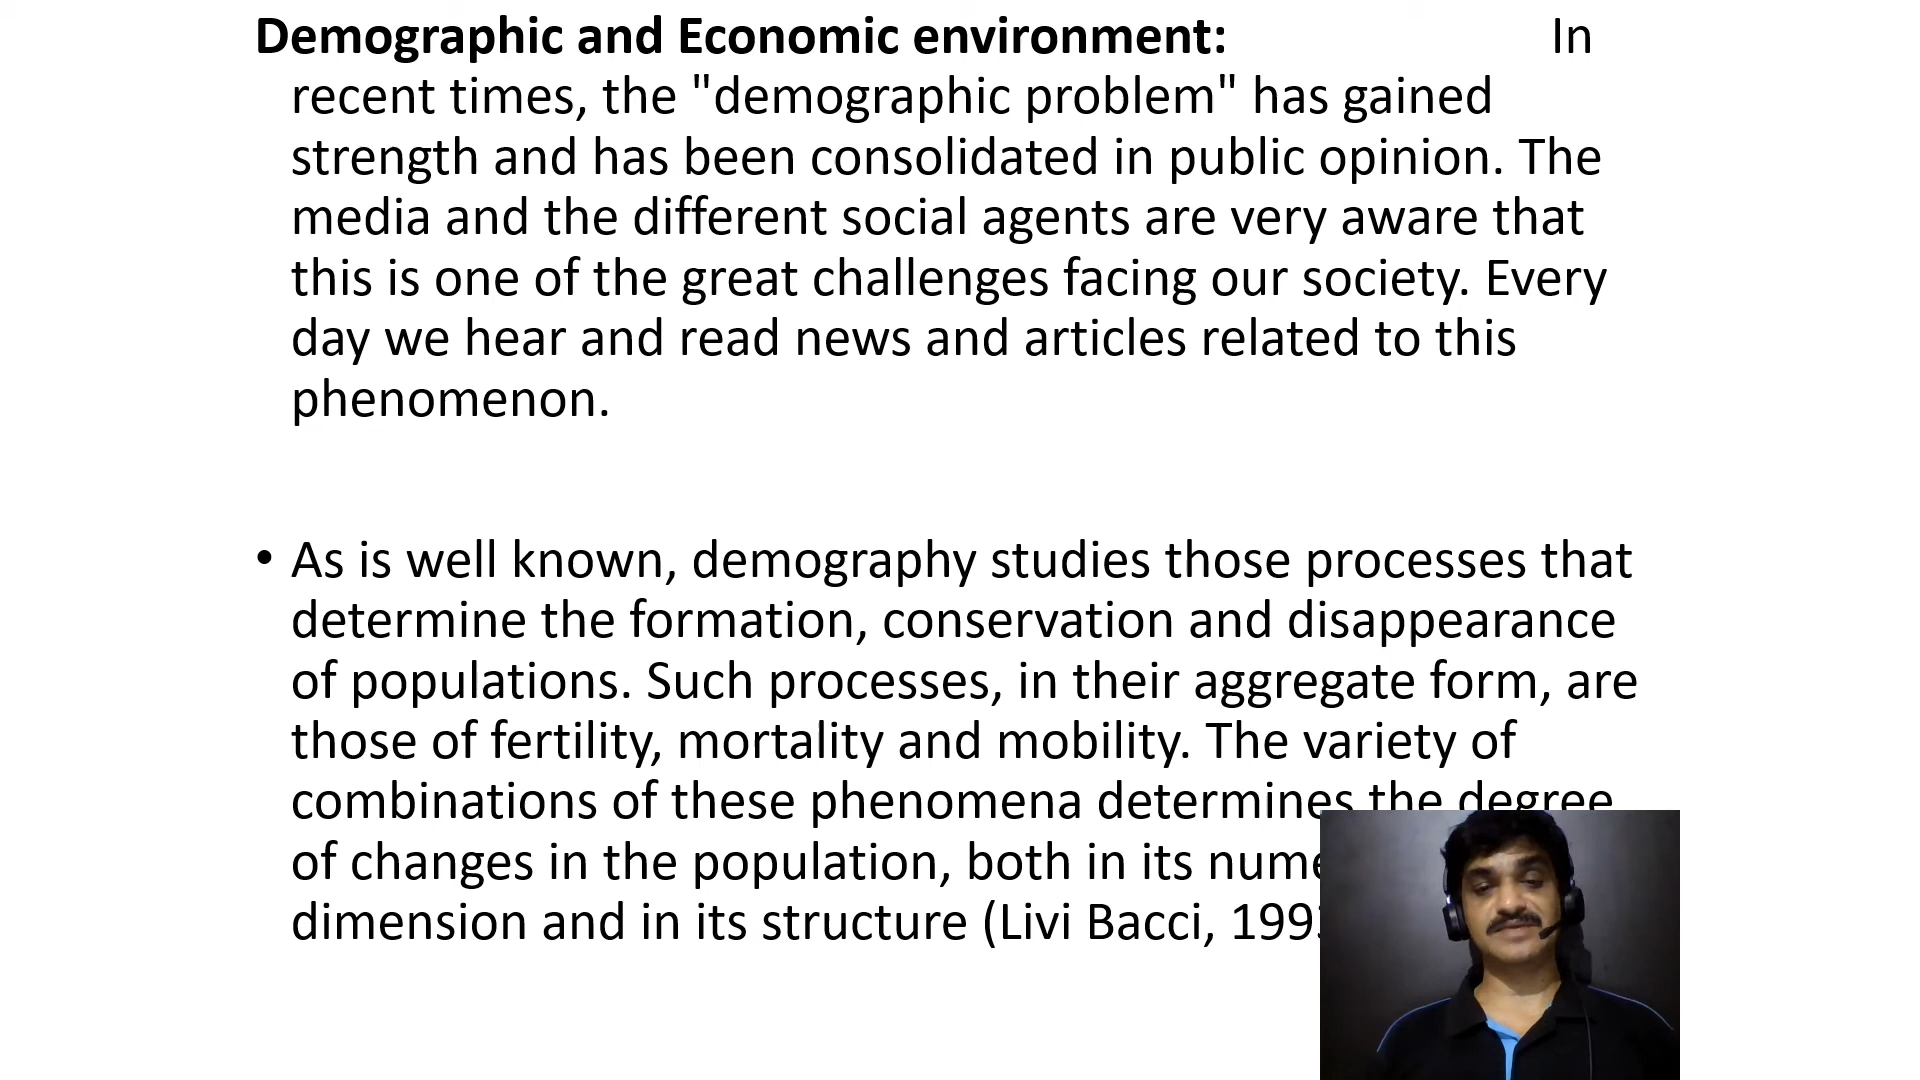 Demographic and Economic environment: In
recent times, the "demographic problem" has gained
strength and has been consolidated in public opinion. The
media and the different social agents are very aware that
this is one of the great challenges facing our society. Every
day we hear and read news and articles related to this
phenomenon.
• As is well known, demography studies those processes that
determine the formation, conservation and disappearance
of populations. Such processes, in their aggregate form, are
those of fertility, mortality and mobility. The variety of
combinations of these phenomena determines the degree
of changes in the population, both in its
dimension and in its structure (Livi Bacci,